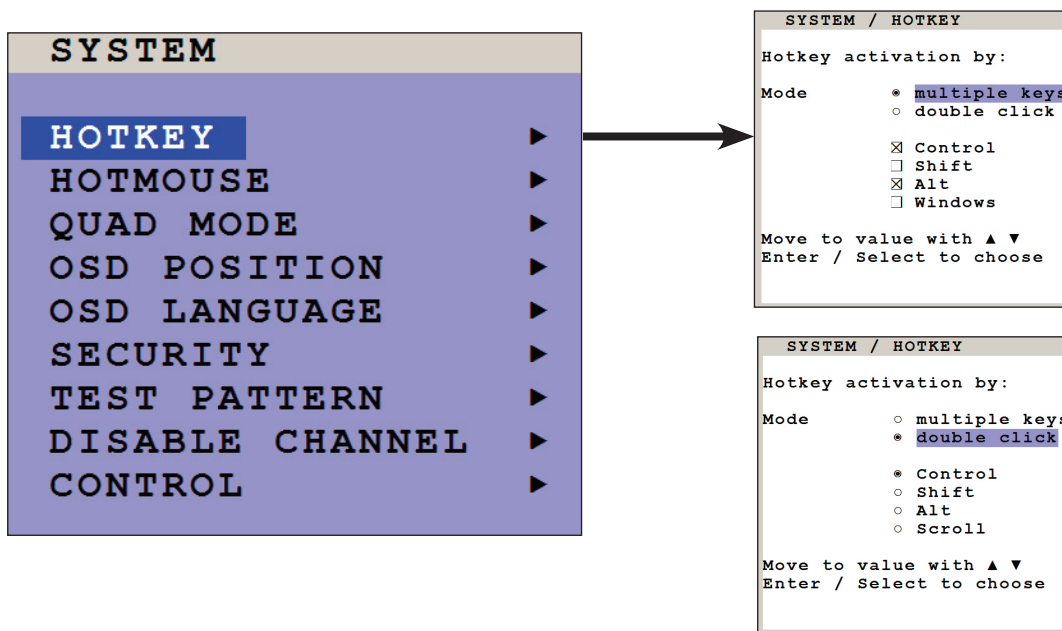 SYSTEM
HOTKEY ►
HOTMOUSE ►
QUAD MODE ►
OSD POSITION ►
OSD LANGUAGE ►
SECURITY ►
TEST PATTERN ►
DISABLE CHANNEL ►
CONTROL ►
SYSTEM / HOTKEY
Hotkey activation by:
Mode ◉ multiple keys
○ double click
☒ Control
☐ Shift
☒ Alt
☐ Windows
Move to value with ▲ ▼
Enter / Select to choose
SYSTEM / HOTKEY
Hotkey activation by:
Mode ○ multiple keys
◉ double click
◉ Control
○ Shift
○ Alt
○ Scroll
Move to value with ▲ ▼
Enter / Select to choose